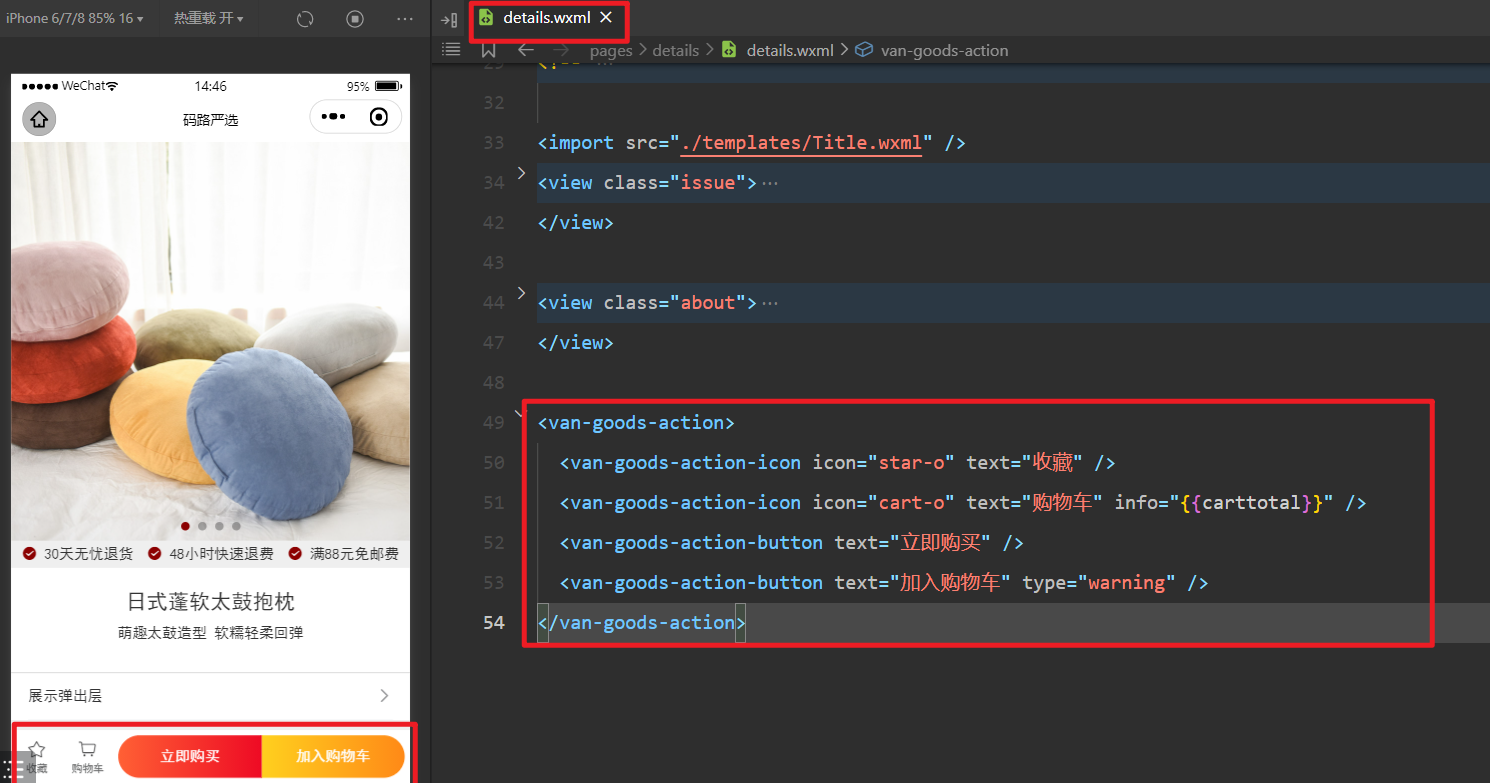 iPhone 6/7/8 85% 16
热重载 开
details.wxml
pages > details > details.wxml > van-goods-action
WeChat
14:46
95%
码路严选
32
33 <import src="./templates/Title.wxml" />
34 <view class="issue">…
42 </view>
43
44 <view class="about">…
47 </view>
48
49 <van-goods-action>
50 <van-goods-action-icon icon="star-o" text="收藏" />
51 <van-goods-action-icon icon="cart-o" text="购物车" info="{{carttotal}}" />
52 <van-goods-action-button text="立即购买" />
53 <van-goods-action-button text="加入购物车" type="warning" />
54 </van-goods-action>
30天无忧退货
48小时快速退费
满88元免邮费
日式蓬软太鼓抱枕
萌趣太鼓造型 软糯轻柔回弹
展示弹出层
收藏
购物车
立即购买
加入购物车